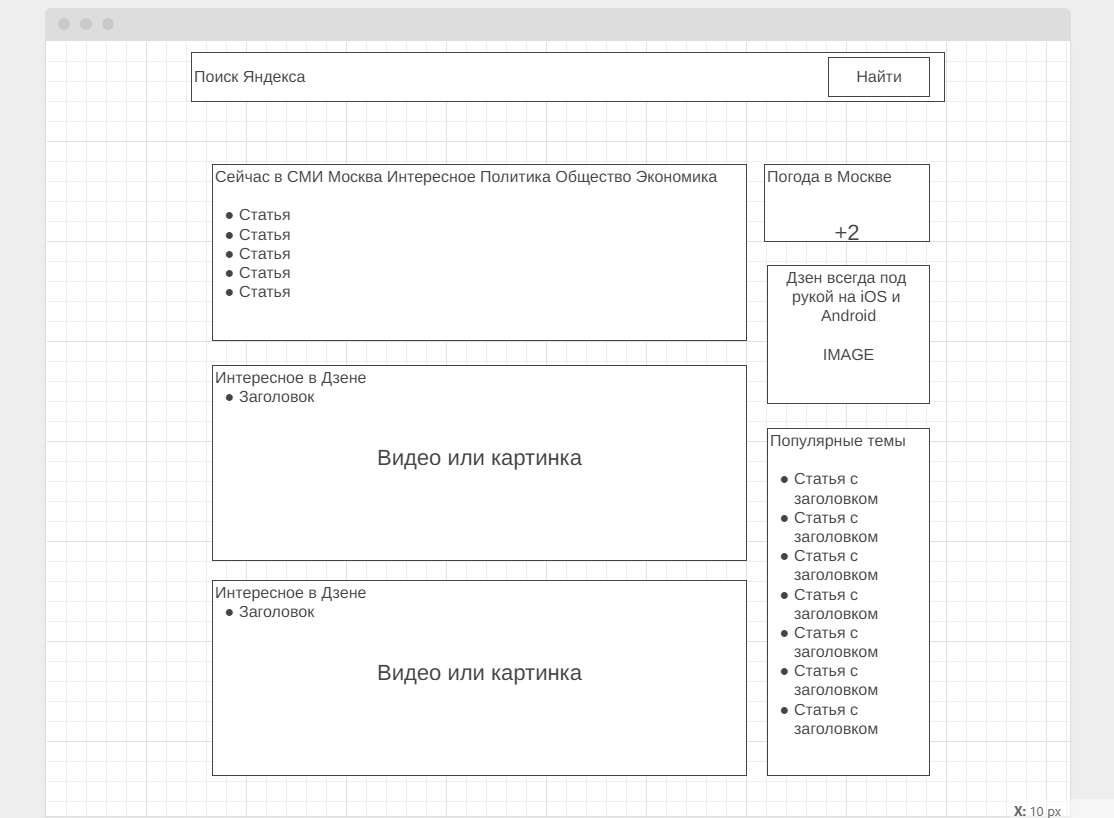 Поиск Яндекса
Найти
Сейчас в СМИ Москва Интересное Политика Общество Экономика
● Статья
● Статья
● Статья
● Статья
● Статья
Погода в Москве
+2
Дзен всегда под
рукой на iOS и
Android
IMAGE
Интересное в Дзене
● Заголовок
Видео или картинка
Популярные темы
● Статья с
заголовком
● Статья с
заголовком
● Статья с
заголовком
● Статья с
заголовком
● Статья с
заголовком
● Статья с
заголовком
● Статья с
заголовком
Интересное в Дзене
● Заголовок
Видео или картинка
X: 10 px